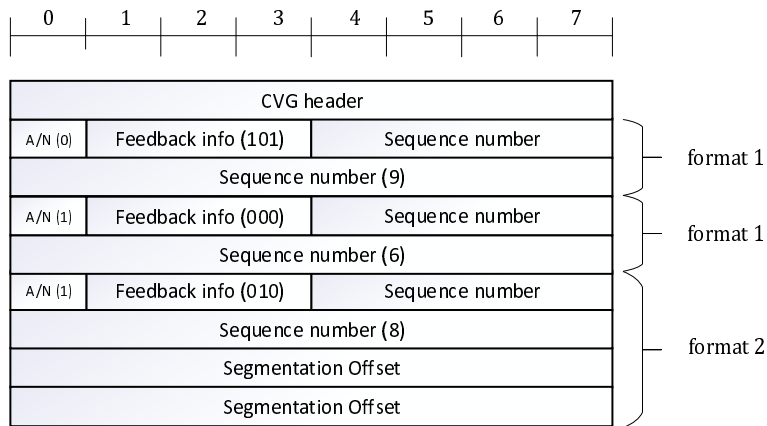 0 1 2 3 4 5 6 7
CVG header
A/N (0) Feedback info (101) Sequence number
Sequence number (9)
format 1
A/N (1) Feedback info (000) Sequence number
Sequence number (6)
format 1
A/N (1) Feedback info (010) Sequence number
Sequence number (8)
Segmentation Offset
Segmentation Offset
format 2